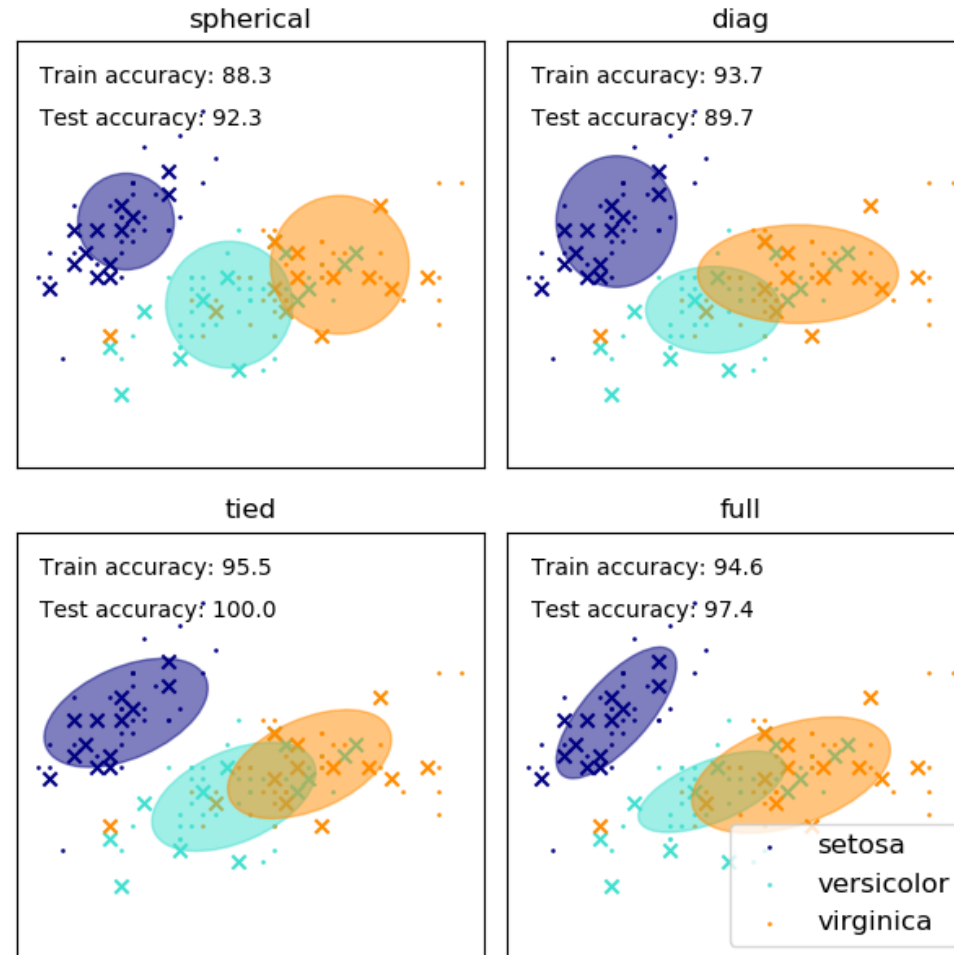 spherical
Train accuracy: 88.3
Test accuracy: 92.3
diag
Train accuracy: 93.7
Test accuracy: 89.7
tied
Train accuracy: 95.5
Test accuracy: 100.0
full
Train accuracy: 94.6
Test accuracy: 97.4
setosa
versicolor
virginica